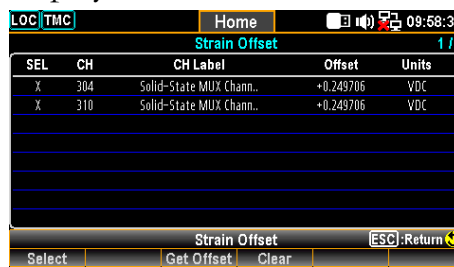 LOC TMC Home 09:58:3
Strain Offset 1 /
SEL CH CH Label Offset Units
X 304 Solid-State MUX Chann.. +0.249706 VDC
X 310 Solid-State MUX Chann.. +0.249706 VDC
Strain Offset ESC :Return
Select Get Offset Clear